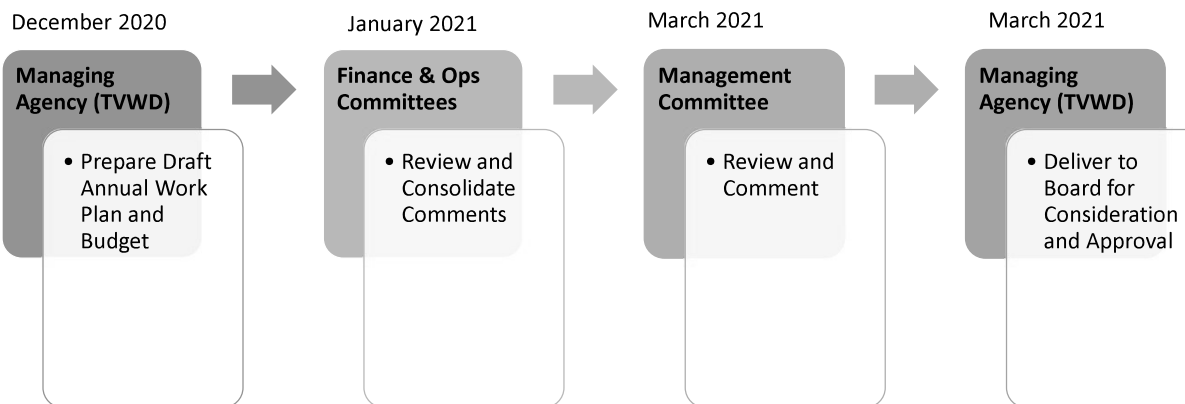 December 2020
Managing
Agency (TVWD)
• Prepare Draft
Annual Work
Plan and
Budget
January 2021
Finance & Ops
Committees
• Review and
Consolidate
Comments
March 2021
Management
Committee
• Review and
Comment
March 2021
Managing
Agency (TVWD)
• Deliver to
Board for
Consideration
and Approval